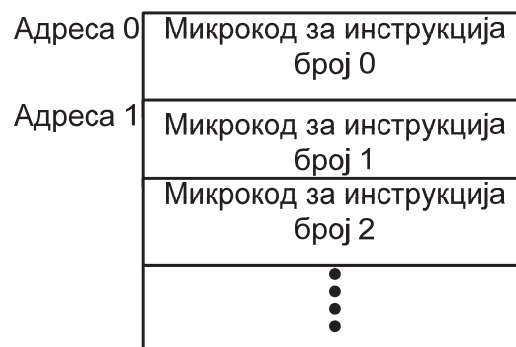 Адреса 0
Микрокод за инструкција
број 0
Адреса 1
Микрокод за инструкција
број 1
Микрокод за инструкција
број 2